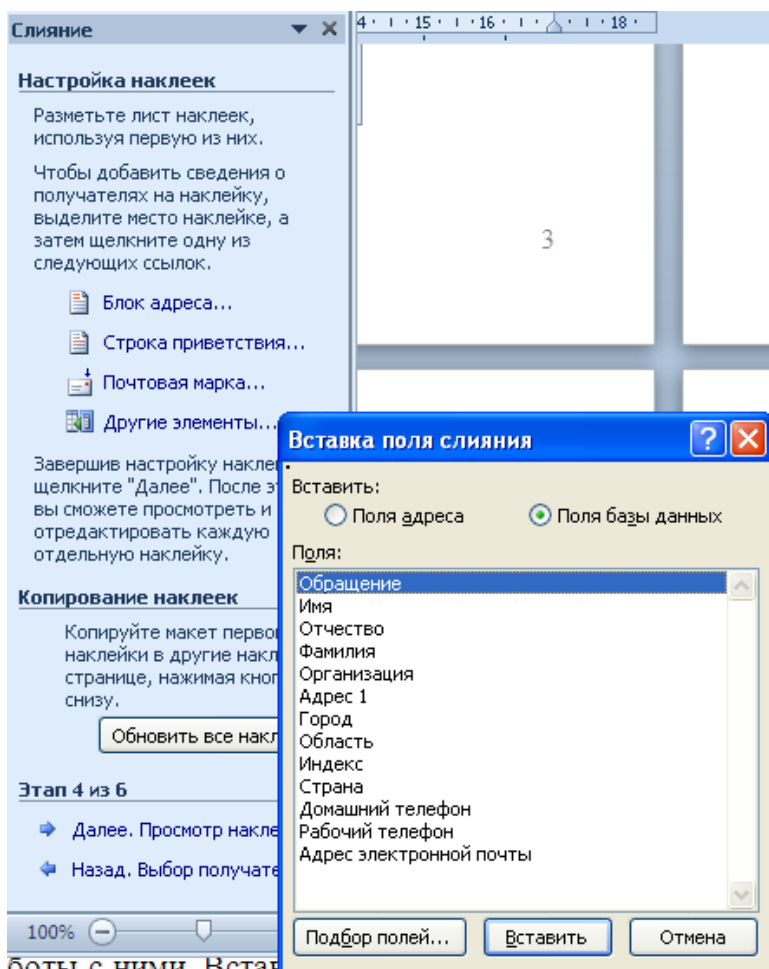 Слияние
4 · 15 · 16 · 18
Настройка наклеек
Разметьте лист наклеек,
используя первую из них.
Чтобы добавить сведения о
получателях на наклейку,
выделите место наклейке, а
затем щелкните одну из
следующих ссылок.
3
Блок адреса...
Строка приветствия...
Почтовая марка...
Другие элементы...
Завершив настройку накле
щелкните "Далее". После э
вы сможете просмотреть и
отредактировать каждую
отдельную наклейку.
Копирование наклеек
Копируйте макет перво
наклейки в другие накл
странице, нажимая кноп
снизу.
Обновить все накл
Этап 4 из 6
Далее. Просмотр накле
Назад. Выбор получате
100%
Вставка поля слияния
Вставить:
Поля адреса Поля базы данных
Поля:
Обращение
Имя
Отчество
Фамилия
Организация
Адрес 1
Город
Область
Индекс
Страна
Домашний телефон
Рабочий телефон
Адрес электронной почты
Подбор полей... Вставить Отмена
боты с ними. Встав